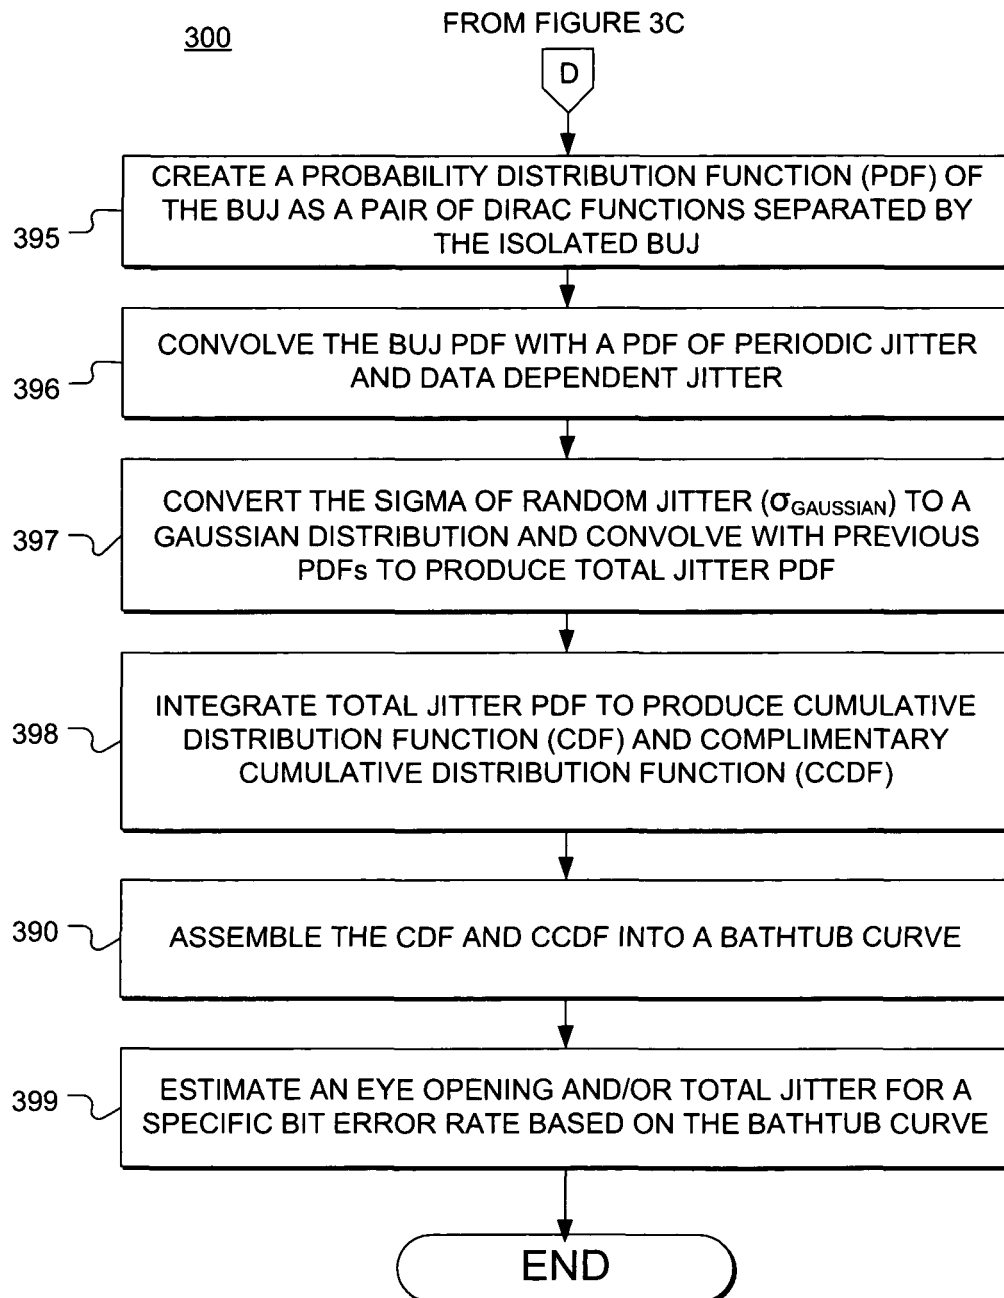 300
FROM FIGURE 3C
D
395
CREATE A PROBABILITY DISTRIBUTION FUNCTION (PDF) OF
THE BUJ AS A PAIR OF DIRAC FUNCTIONS SEPARATED BY
THE ISOLATED BUJ
396
CONVOLVE THE BUJ PDF WITH A PDF OF PERIODIC JITTER
AND DATA DEPENDENT JITTER
397
CONVERT THE SIGMA OF RANDOM JITTER (σGAUSSIAN) TO A
GAUSSIAN DISTRIBUTION AND CONVOLVE WITH PREVIOUS
PDFs TO PRODUCE TOTAL JITTER PDF
398
INTEGRATE TOTAL JITTER PDF TO PRODUCE CUMULATIVE
DISTRIBUTION FUNCTION (CDF) AND COMPLIMENTARY
CUMULATIVE DISTRIBUTION FUNCTION (CCDF)
390
ASSEMBLE THE CDF AND CCDF INTO A BATHTUB CURVE
399
ESTIMATE AN EYE OPENING AND/OR TOTAL JITTER FOR A
SPECIFIC BIT ERROR RATE BASED ON THE BATHTUB CURVE
END